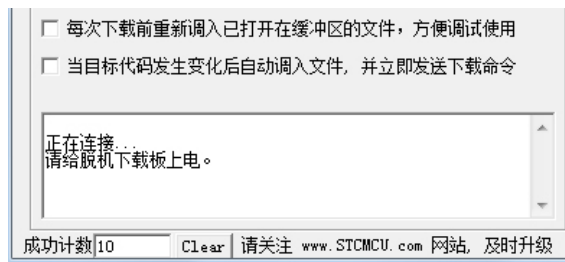 每次下载前重新调入已打开在缓冲区的文件，方便调试使用
当目标代码发生变化后自动调入文件, 并立即发送下载命令
正在连接...
请给脱机下载板上电。
成功计数 10 Clear 请关注 www.STCMCU.com 网站, 及时升级